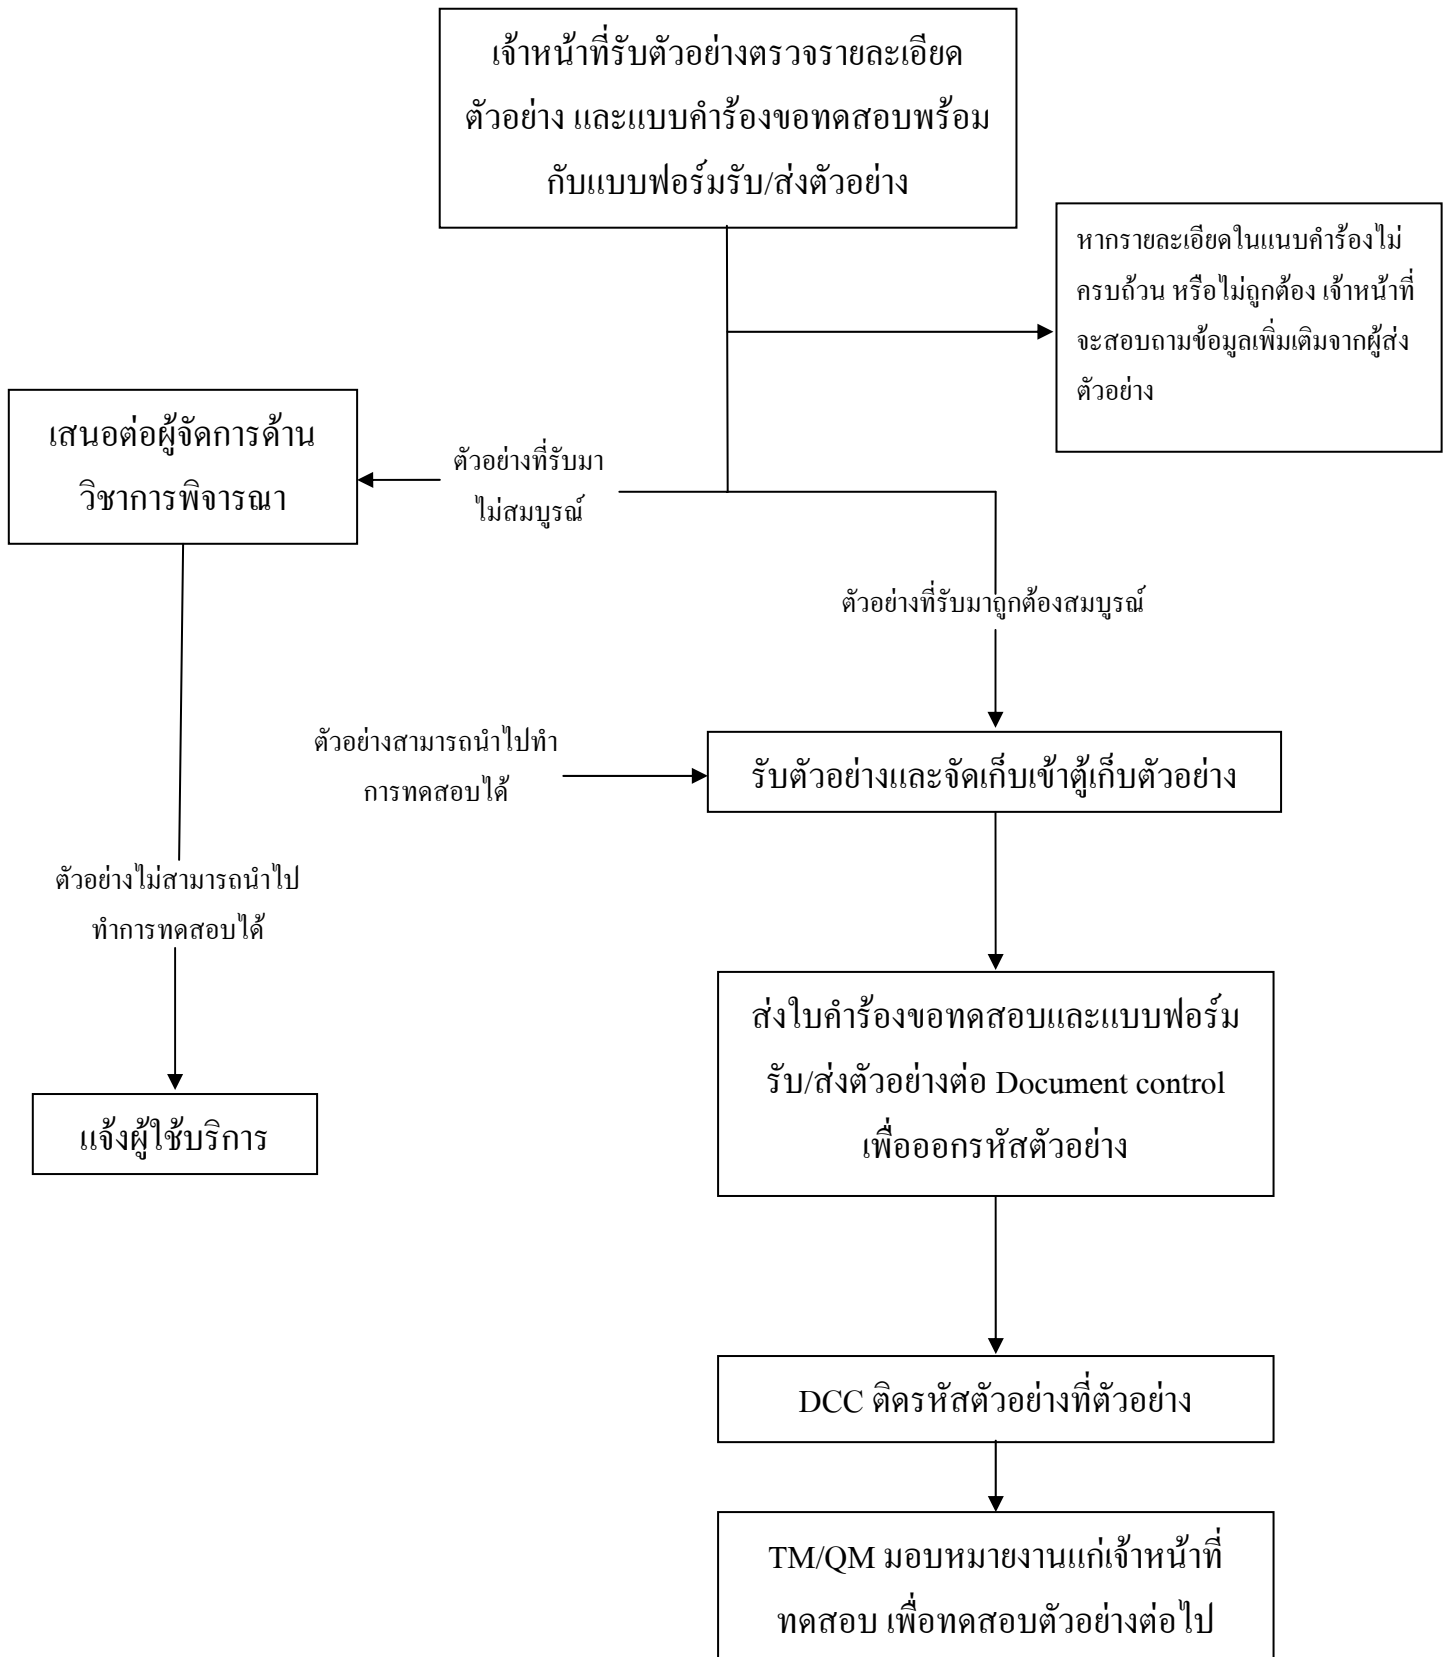 เจ้าหน้าที่รับตัวอย่างตรวจรายละเอียด
ตัวอย่าง และแบบคำร้องขอทดสอบพร้อม
กับแบบฟอร์มรับ/ส่งตัวอย่าง
หากรายละเอียดในแนบคำร้องไม่
ครบถ้วน หรือไม่ถูกต้อง เจ้าหน้าที่
จะสอบถามข้อมูลเพิ่มเติมจากผู้ส่ง
ตัวอย่าง
เสนอต่อผู้จัดการด้าน
วิชาการพิจารณา
ตัวอย่างที่รับมา
ไม่สมบูรณ์
ตัวอย่างที่รับมาถูกต้องสมบูรณ์
ตัวอย่างสามารถนำไปทำ
การทดสอบได้
รับตัวอย่างและจัดเก็บเข้าตู้เก็บตัวอย่าง
ตัวอย่างไม่สามารถนำไป
ทำการทดสอบได้
ส่งใบคำร้องขอทดสอบและแบบฟอร์ม
รับ/ส่งตัวอย่างต่อ Document control
เพื่อออกรหัสตัวอย่าง
แจ้งผู้ใช้บริการ
DCC ติดรหัสตัวอย่างที่ตัวอย่าง
TM/QM มอบหมายงานแก่เจ้าหน้าที่
ทดสอบ เพื่อทดสอบตัวอย่างต่อไป